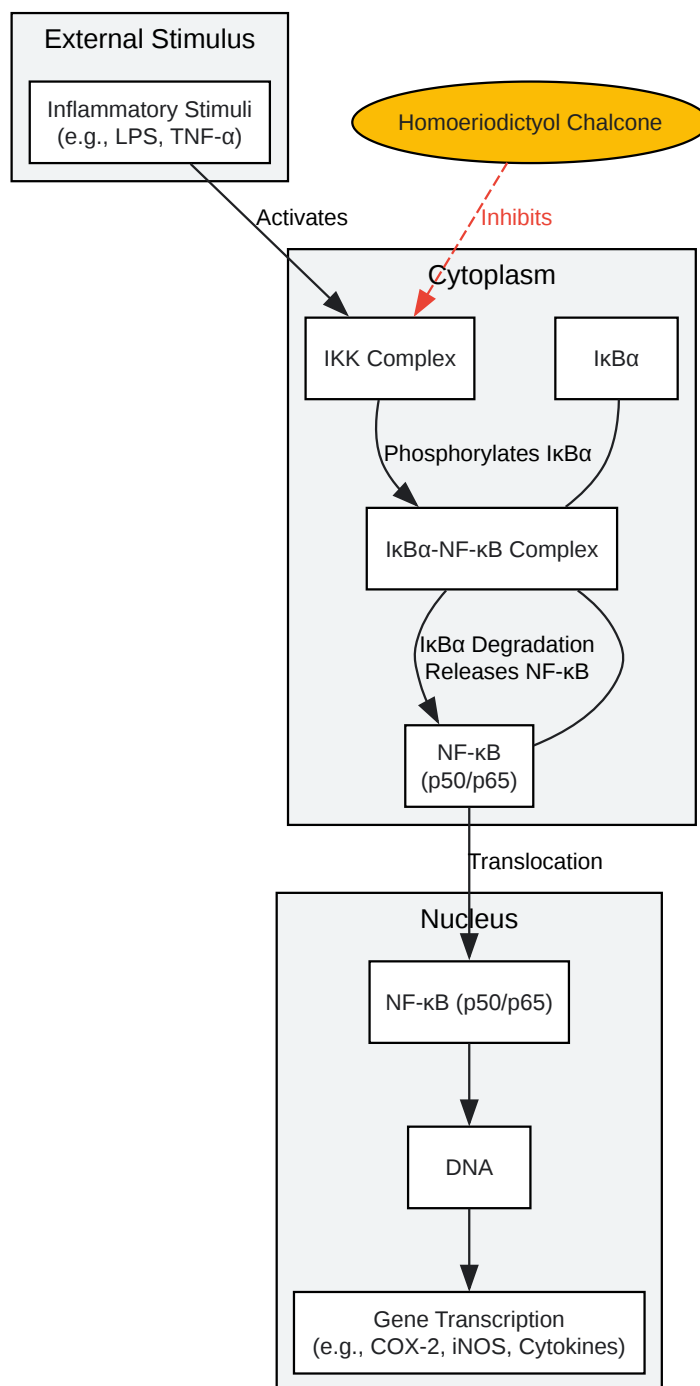 External Stimulus
Inflammatory Stimuli
(e.g., LPS, TNF-α)
Homoeriodictyol Chalcone
Activates
Inhibits
Cytoplasm
IKK Complex
IκBα
Phosphorylates IκBα
IκBα-NF-κB Complex
IκBα Degradation
Releases NF-κB
NF-κB
(p50/p65)
Translocation
Nucleus
NF-κB (p50/p65)
DNA
Gene Transcription
(e.g., COX-2, iNOS, Cytokines)